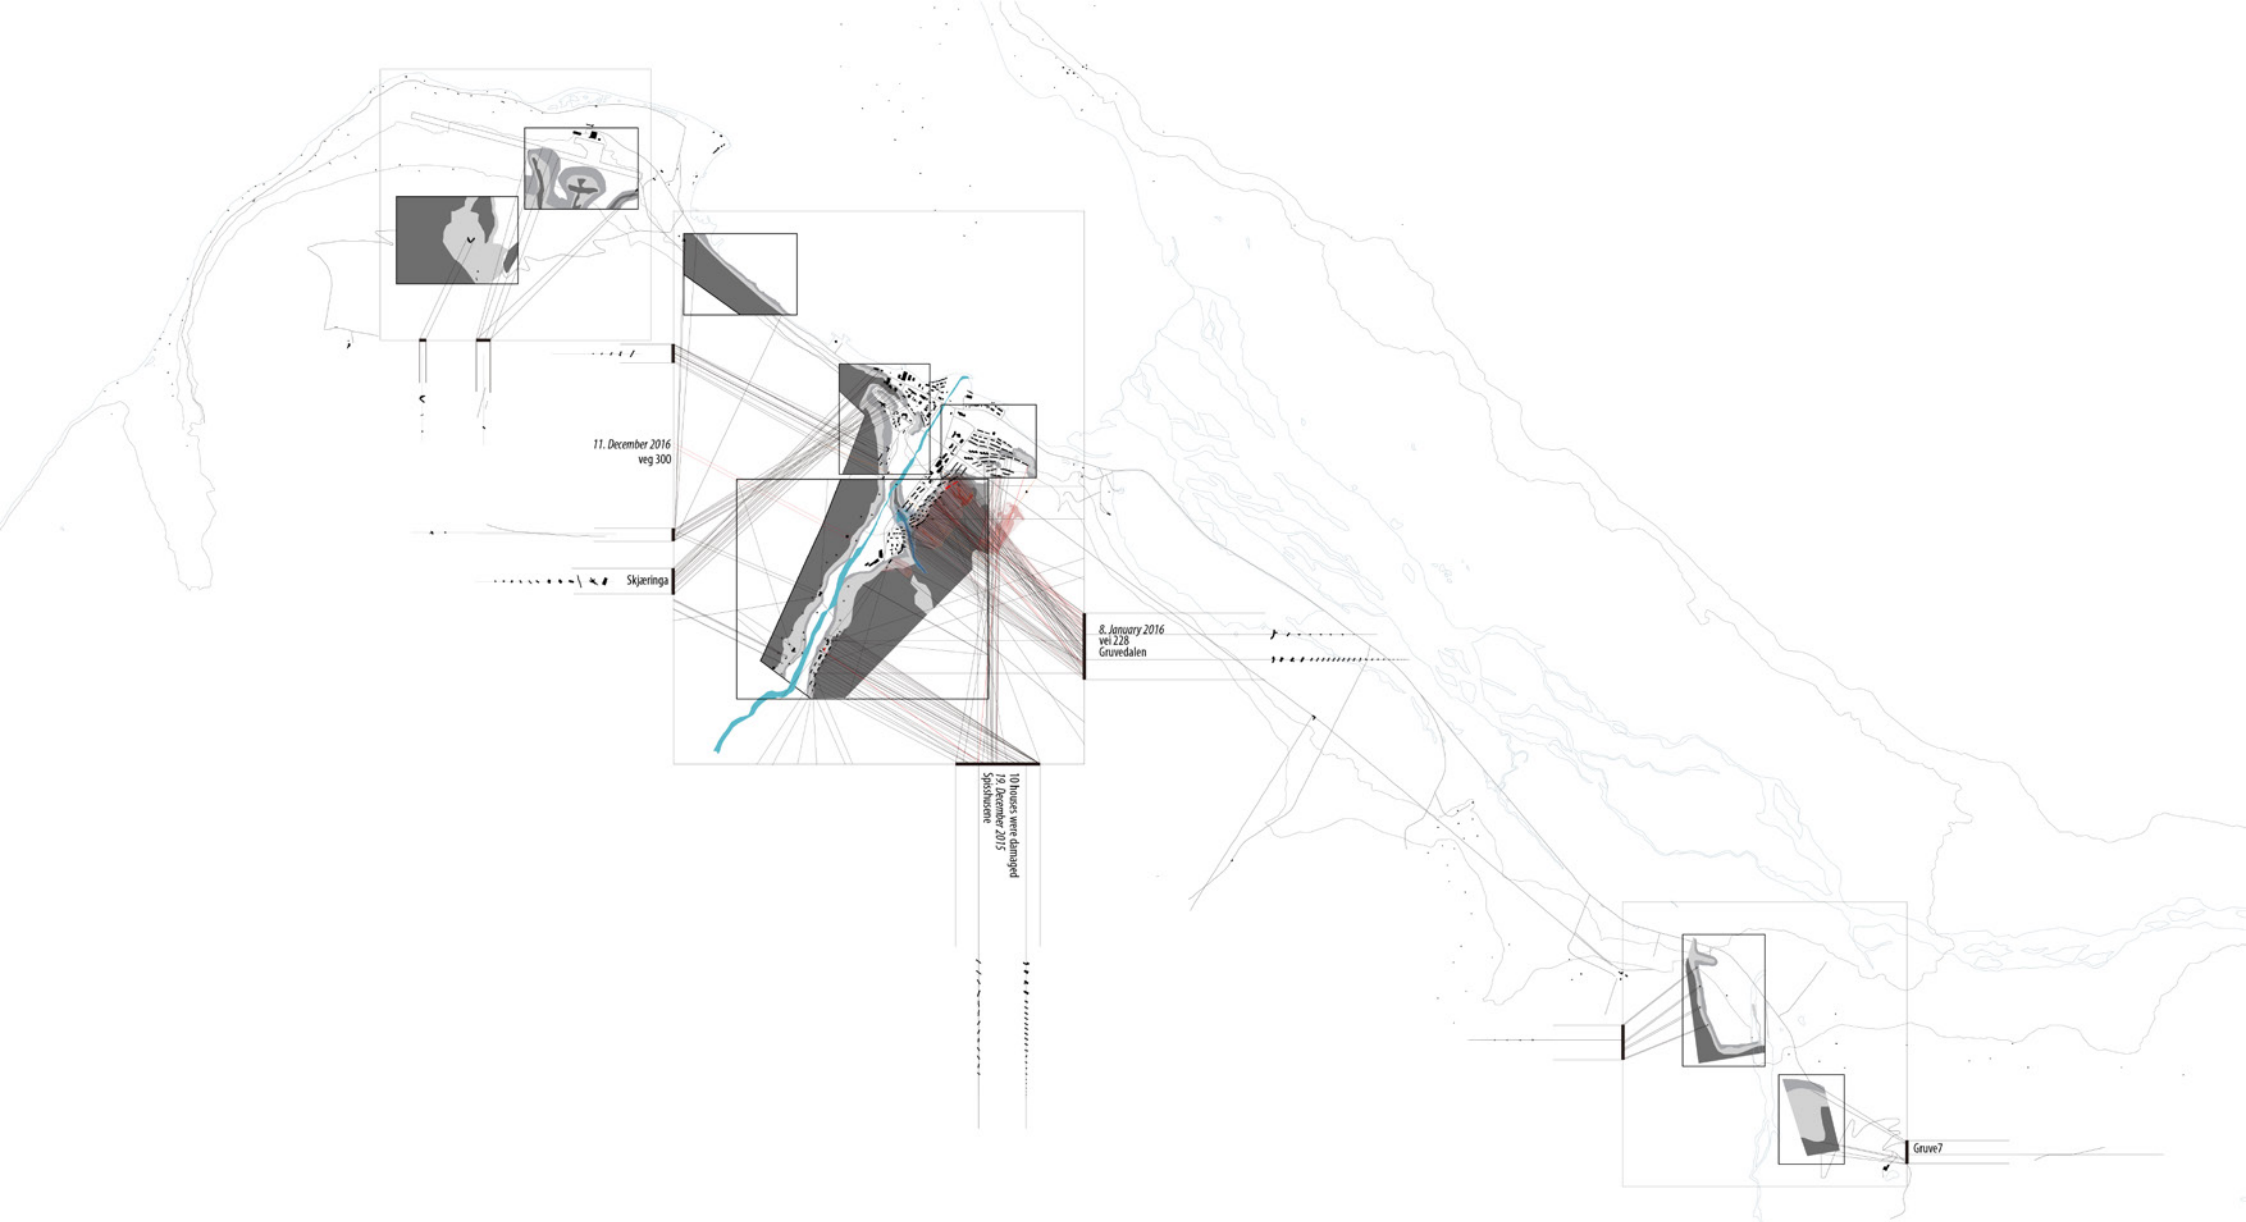 11. December 2016
veg 300
Skjæringa
8. January 2016
vei 228
Gruvedalen
10 houses were damaged
19. December 2015
Spisshusene
Gruve7